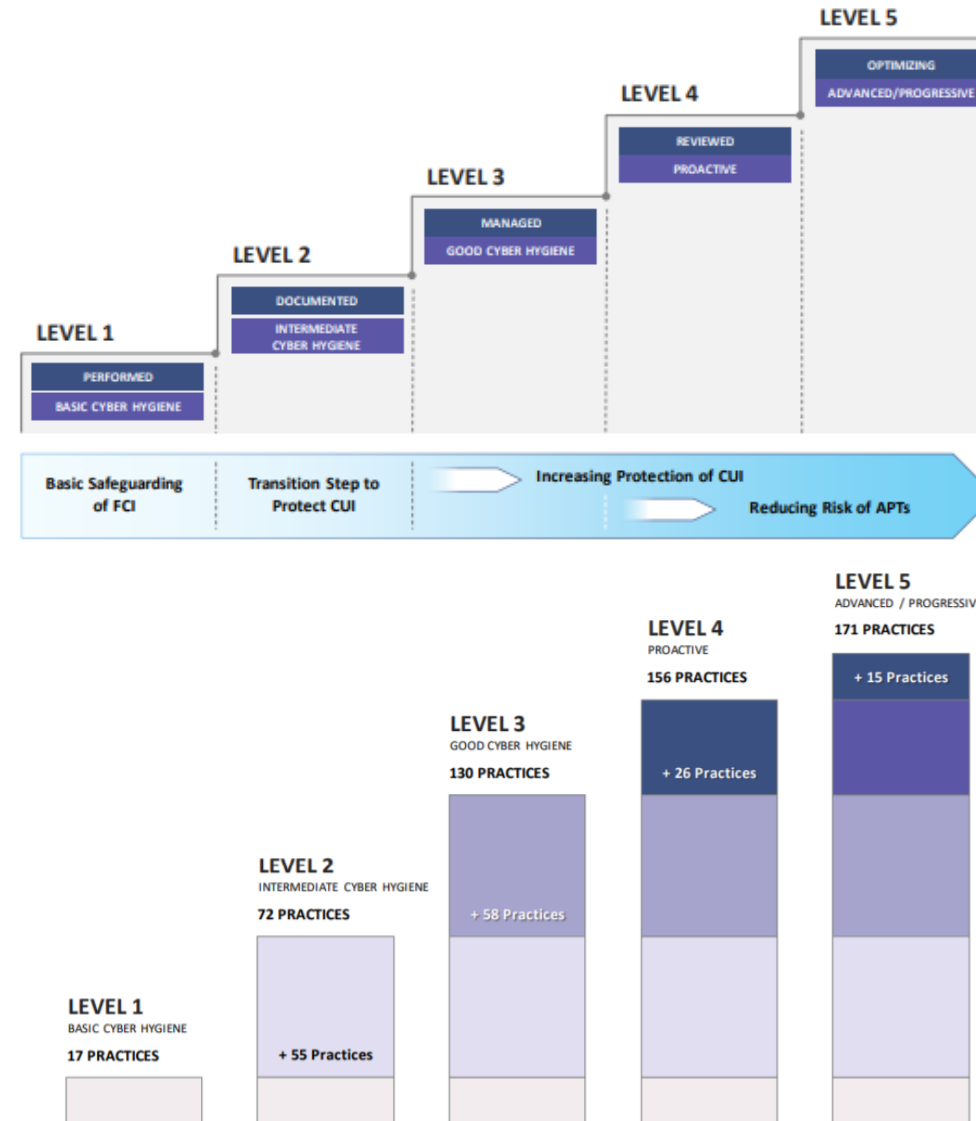 LEVEL 5
OPTIMIZING
ADVANCED/PROGRESSIVE
LEVEL 4
REVIEWED
PROACTIVE
LEVEL 3
MANAGED
GOOD CYBER HYGIENE
LEVEL 2
DOCUMENTED
INTERMEDIATE
CYBER HYGIENE
LEVEL 1
PERFORMED
BASIC CYBER HYGIENE
Basic Safeguarding
of FCI
Transition Step to
Protect CUI
Increasing Protection of CUI
Reducing Risk of APTs
LEVEL 5
ADVANCED / PROGRESSIV
171 PRACTICES
+ 15 Practices
LEVEL 4
PROACTIVE
156 PRACTICES
+ 26 Practices
LEVEL 3
GOOD CYBER HYGIENE
130 PRACTICES
+ 58 Practices
LEVEL 2
INTERMEDIATE CYBER HYGIENE
72 PRACTICES
+ 55 Practices
LEVEL 1
BASIC CYBER HYGIENE
17 PRACTICES